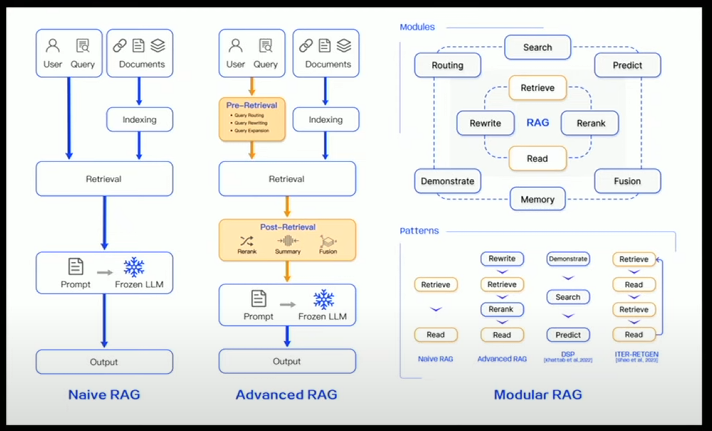 User Query
Documents
Indexing
Retrieval
Prompt
Frozen LLM
Output
Naive RAG
User Query
Documents
Pre-Retrieval
• Query Routing
• Query Rewriting
• Query Expansion
Indexing
Retrieval
Post-Retrieval
Rerank Summary Fusion
Prompt
Frozen LLM
Output
Advanced RAG
Modules
Search
Routing
Predict
Retrieve
Rewrite
RAG
Rerank
Read
Demonstrate
Fusion
Memory
Patterns
Retrieve
Read
Naive RAG
Rewrite
Retrieve
Rerank
Read
Advanced RAG
Demonstrate
Search
Predict
DSP
[Khattab et al., 2022]
Retrieve
Read
Retrieve
Read
ITER-RETGEN
[Shao et al., 2023]
Modular RAG